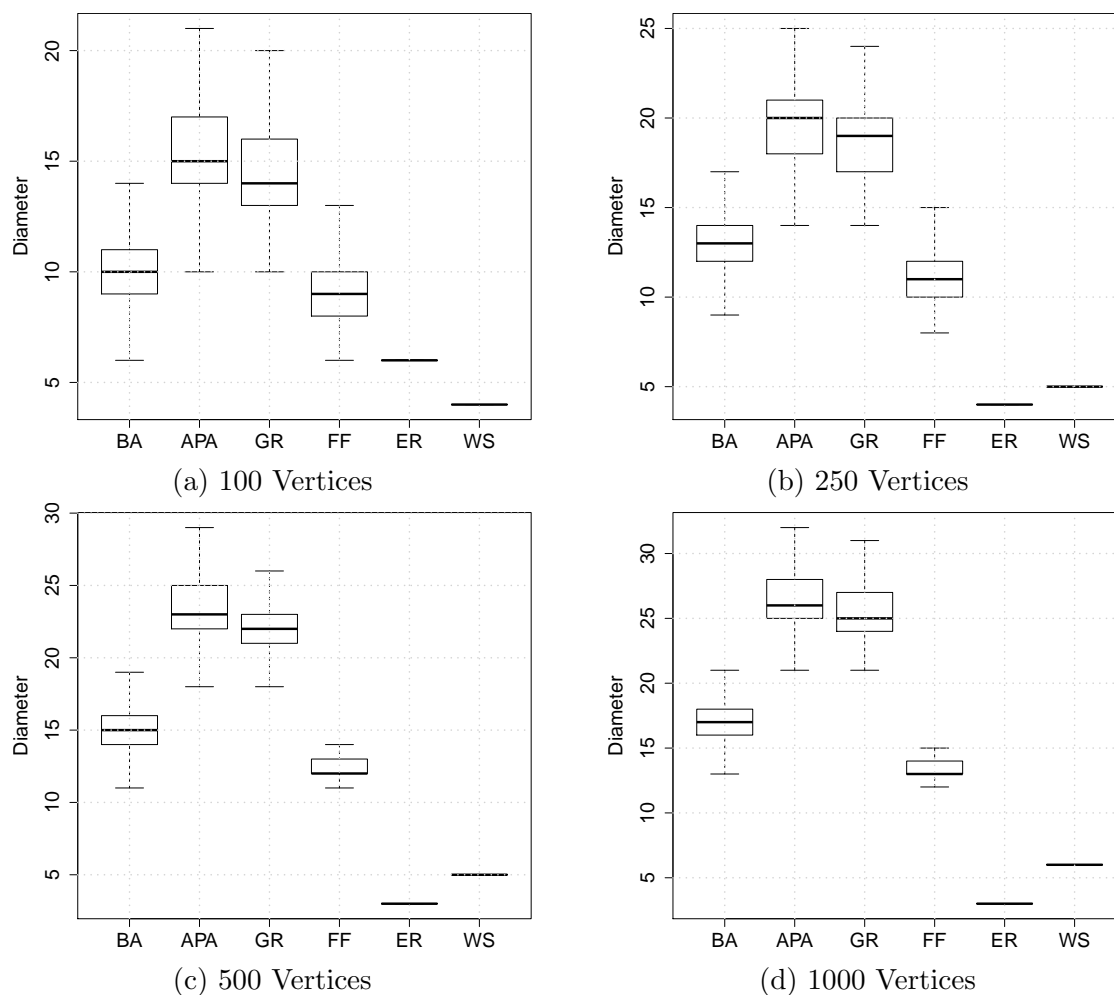 Diameter
5
10
15
20
BA
APA
GR
FF
ER
WS
(a) 100 Vertices
Diameter
5
10
15
20
25
BA
APA
GR
FF
ER
WS
(b) 250 Vertices
Diameter
5
10
15
20
25
30
BA
APA
GR
FF
ER
WS
(c) 500 Vertices
Diameter
5
10
15
20
25
30
BA
APA
GR
FF
ER
WS
(d) 1000 Vertices